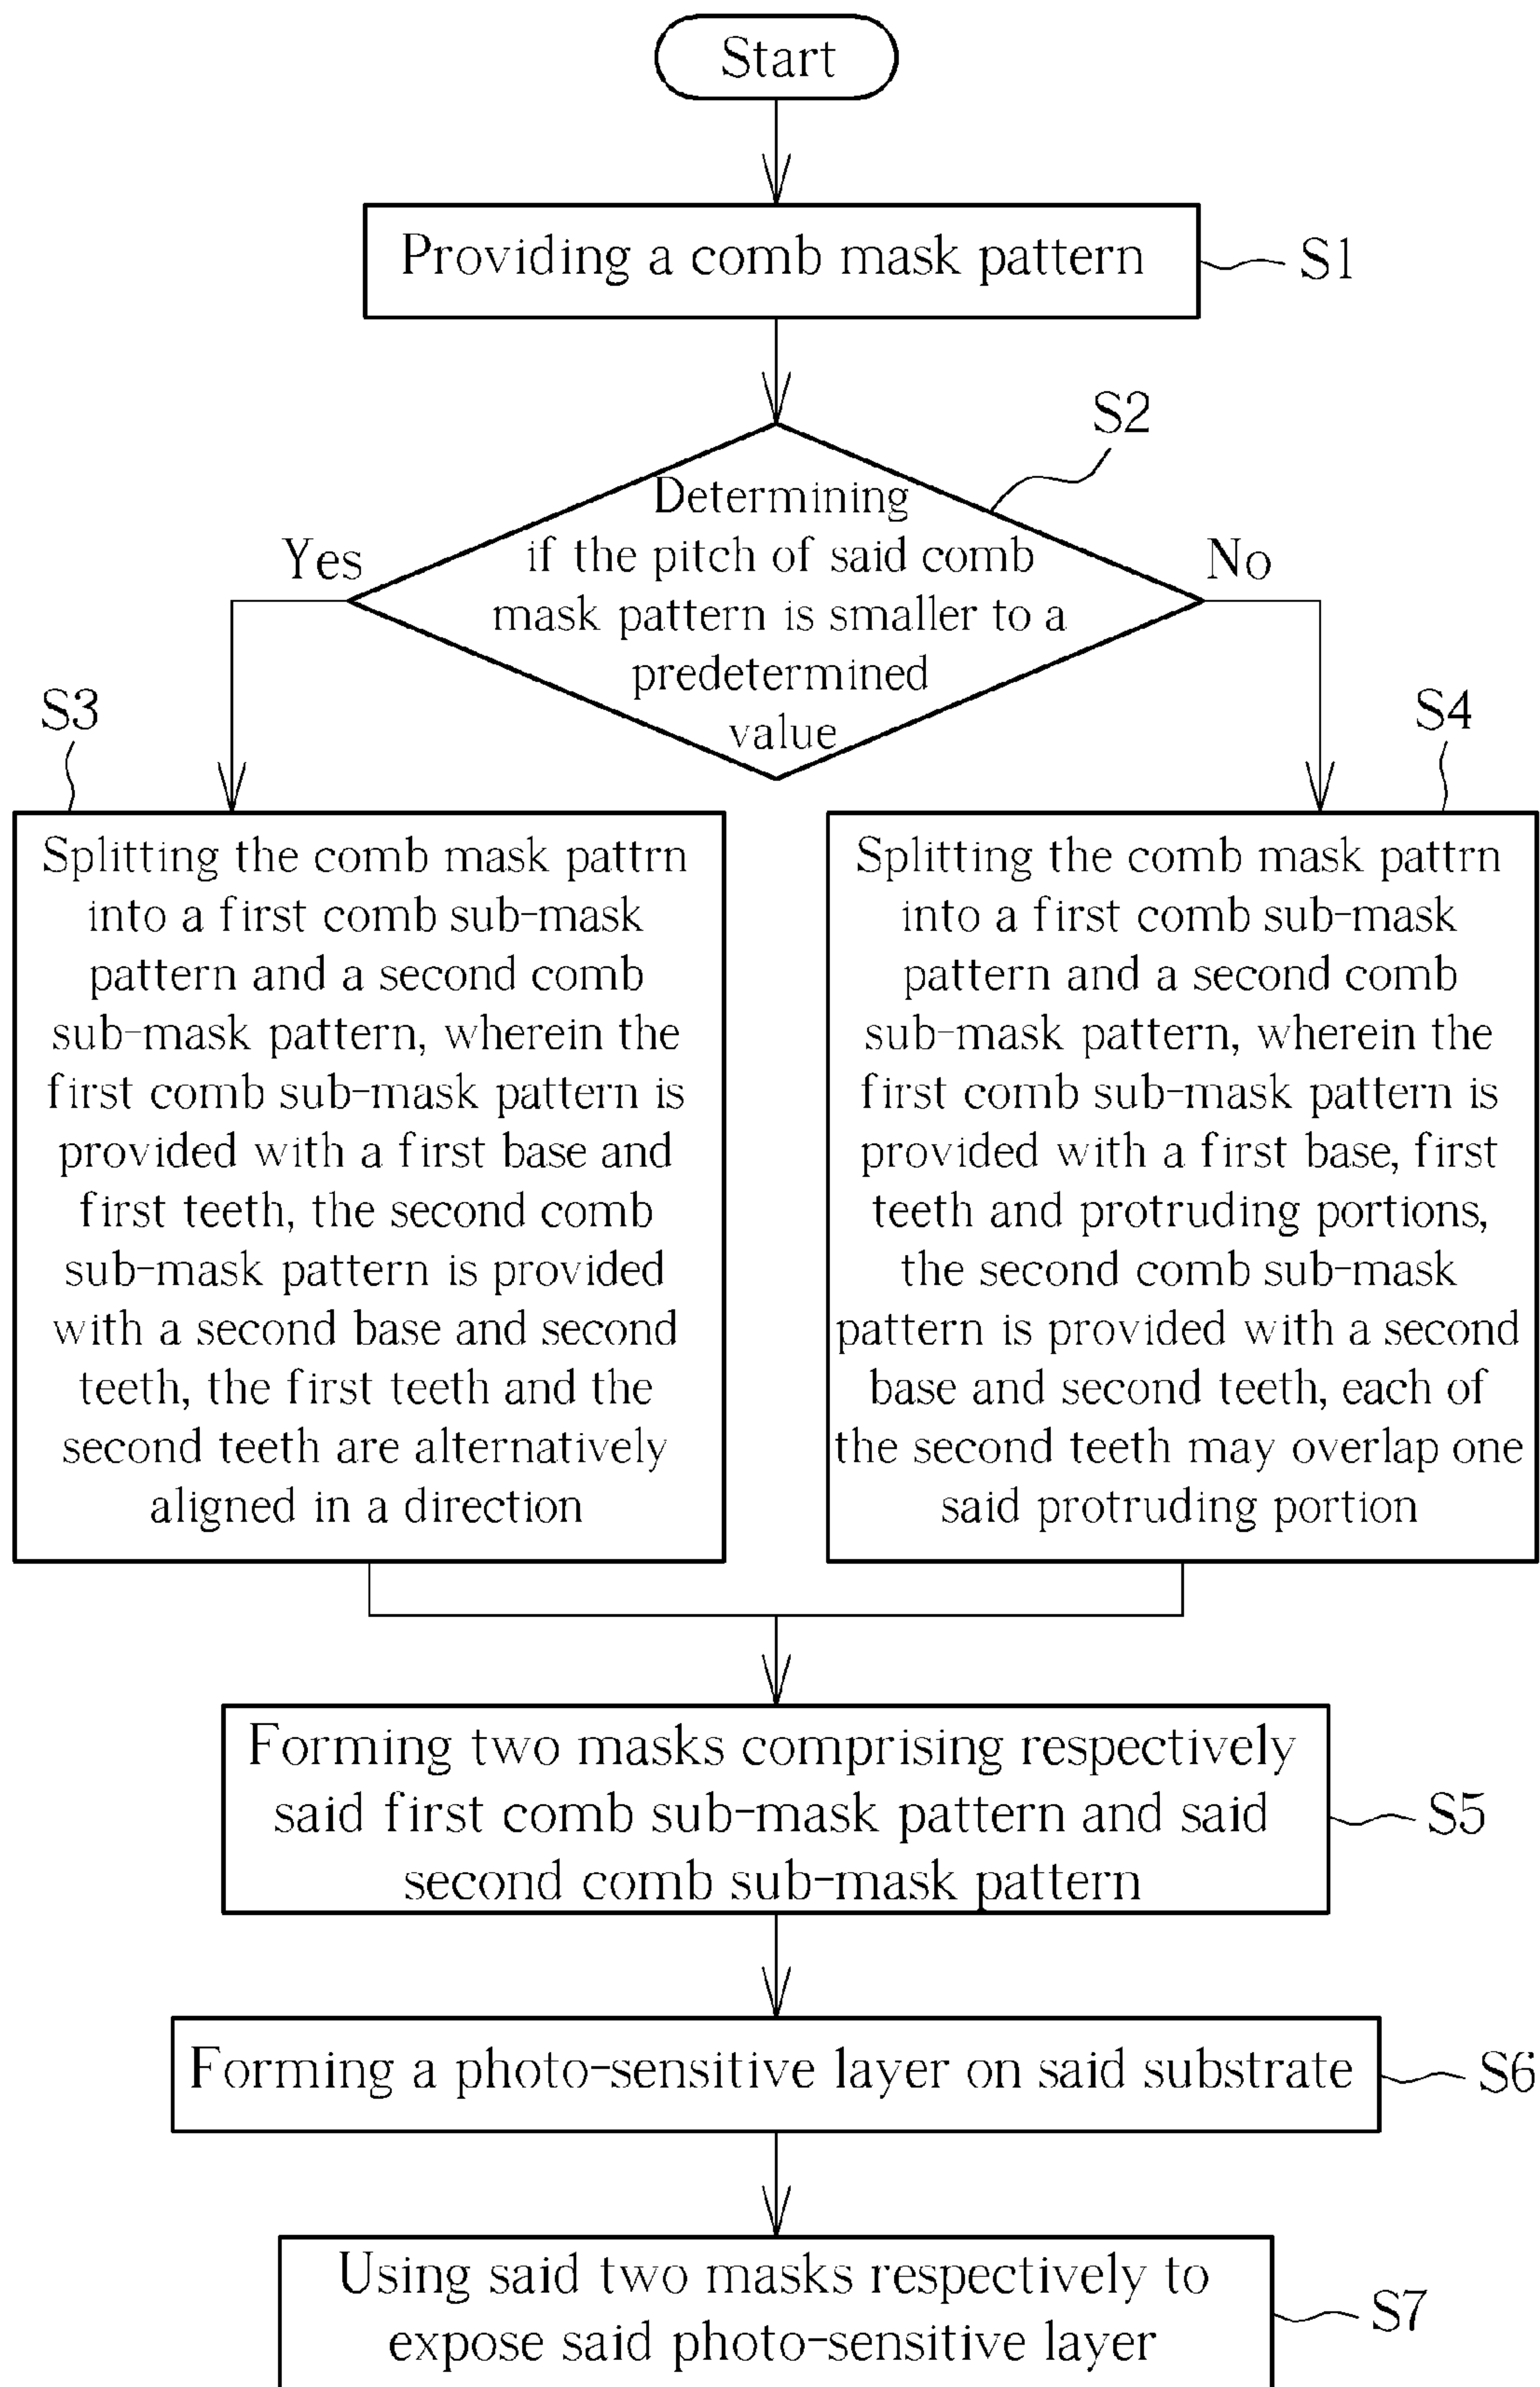 Start
Providing a comb mask pattern
S1
S2
Determining
if the pitch of said comb
mask pattern is smaller to a
predetermined
value
Yes
No
S3
Splitting the comb mask pattrn
into a first comb sub-mask
pattern and a second comb
sub-mask pattern, wherein the
first comb sub-mask pattern is
provided with a first base and
first teeth, the second comb
sub-mask pattern is provided
with a second base and second
teeth, the first teeth and the
second teeth are alternatively
aligned in a direction
S4
Splitting the comb mask pattrn
into a first comb sub-mask
pattern and a second comb
sub-mask pattern, wherein the
first comb sub-mask pattern is
provided with a first base, first
teeth and protruding portions,
the second comb sub-mask
pattern is provided with a second
base and second teeth, each of
the second teeth may overlap one
said protruding portion
Forming two masks comprising respectively
said first comb sub-mask pattern and said
second comb sub-mask pattern
S5
Forming a photo-sensitive layer on said substrate
S6
Using said two masks respectively to
expose said photo-sensitive layer
S7